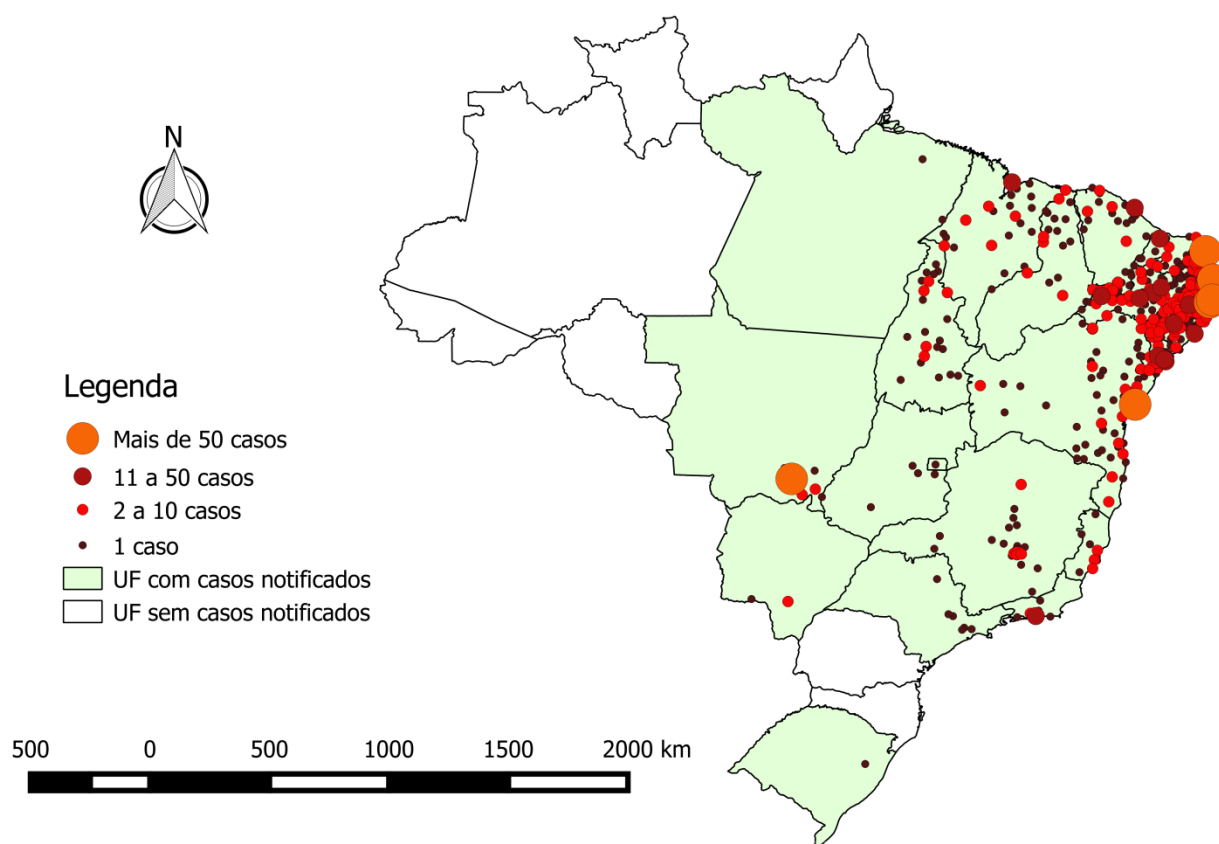 N
Legenda
Mais de 50 casos
11 a 50 casos
2 a 10 casos
1 caso
UF com casos notificados
UF sem casos notificados
500 0 500 1000 1500 2000 km